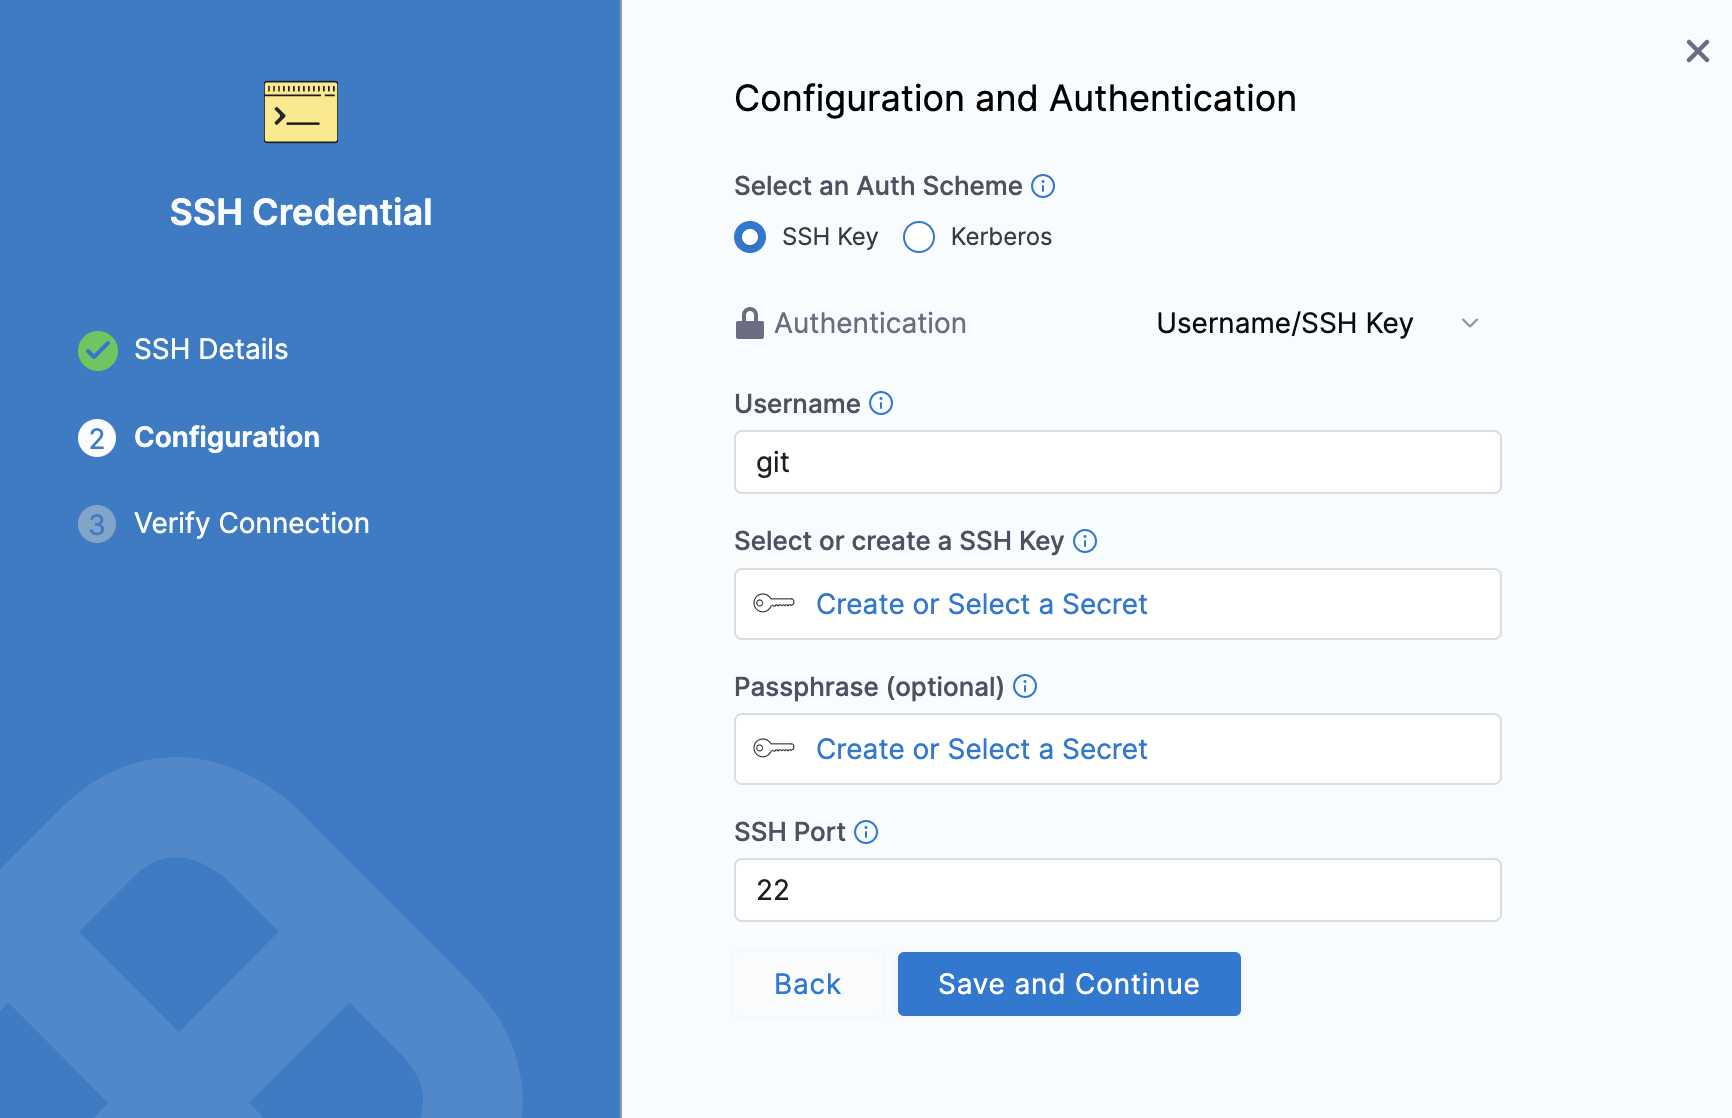 SSH Credential
SSH Details
2 Configuration
3 Verify Connection
Configuration and Authentication
Select an Auth Scheme
SSH Key Kerberos
Authentication Username/SSH Key
Username
git
Select or create a SSH Key
Create or Select a Secret
Passphrase (optional)
Create or Select a Secret
SSH Port
22
Back Save and Continue